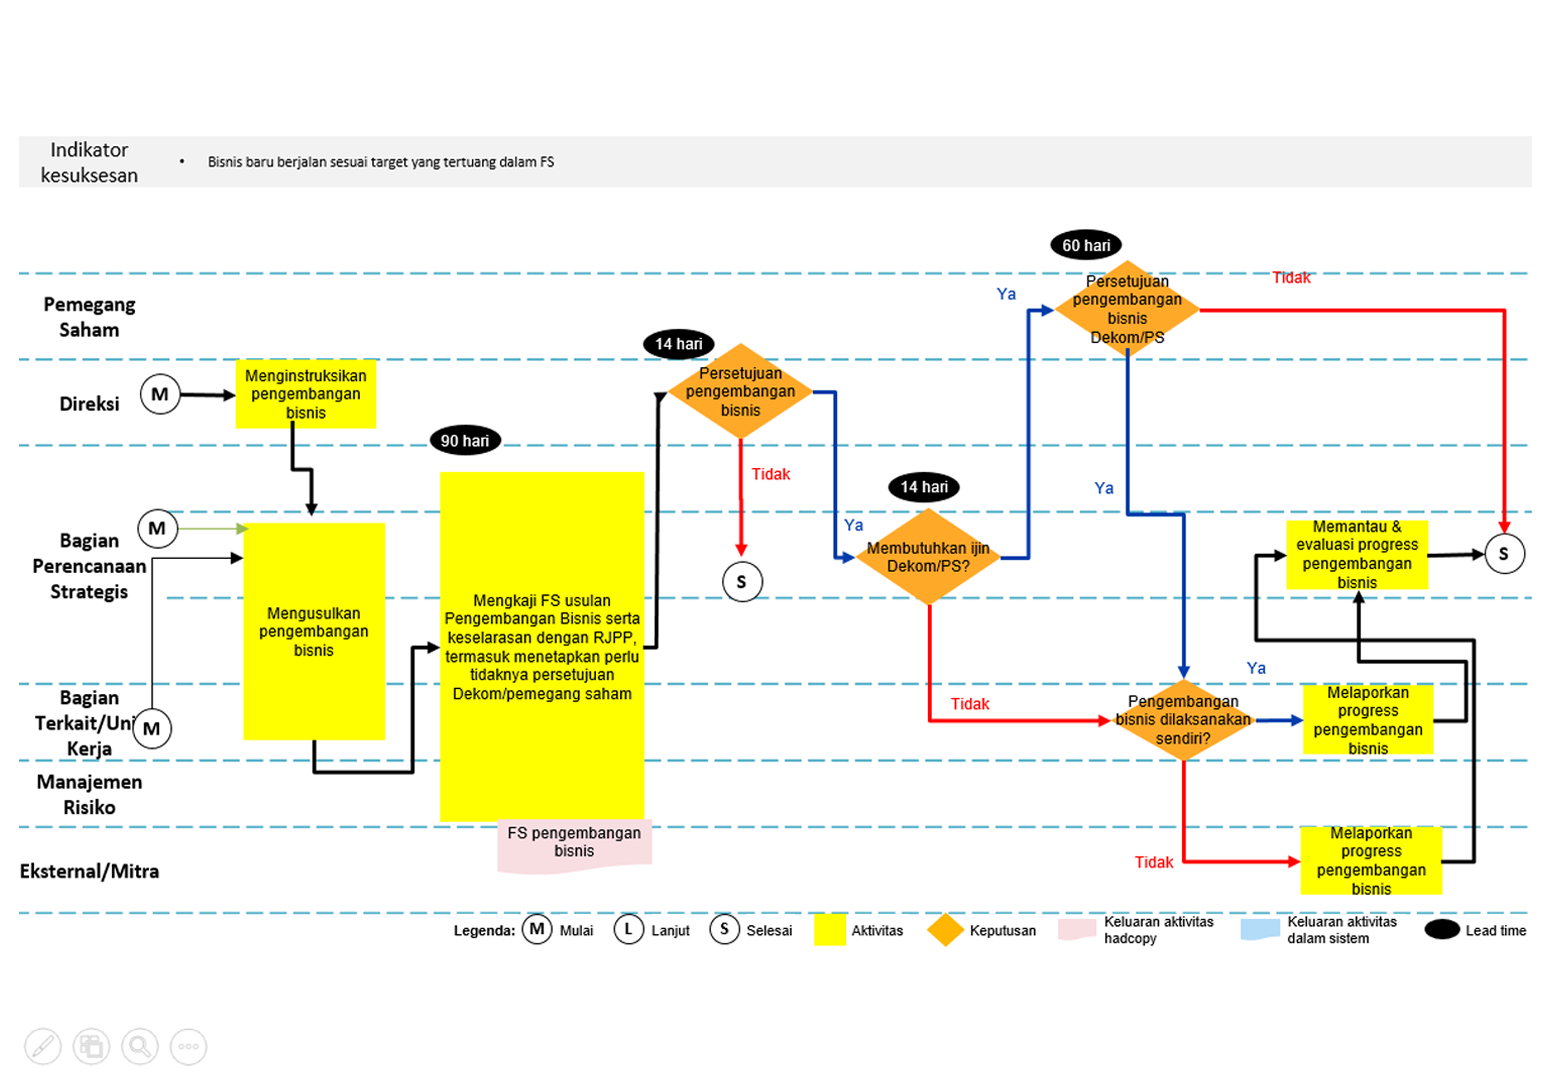 Indikator
kesuksesan
• Bisnis baru berjalan sesuai target yang tertuang dalam FS
60 hari
Pemegang
Saham
Persetujuan
pengembangan
bisnis
Dekom/PS
Ya
Tidak
14 hari
Direksi
M
Menginstruksikan
pengembangan
bisnis
Persetujuan
pengembangan
bisnis
90 hari
Tidak
Ya
14 hari
Ya
Bagian
Perencanaan
Strategis
M
Mengusulkan
pengembangan
bisnis
Mengkaji FS usulan
Pengembangan Bisnis serta
keselarasan dengan RJPP,
termasuk menetapkan perlu
tidaknya persetujuan
Dekom/pemegang saham
S
Membutuhkan ijin
Dekom/PS?
Memantau &
evaluasi progress
pengembangan
bisnis
S
Bagian
Terkait/Uni
Kerja
M
Tidak
Pengembangan
bisnis dilaksanakan
sendiri?
Ya
Melaporkan
progress
pengembangan
bisnis
Manajemen
Risiko
FS pengembangan
bisnis
Eksternal/Mitra
Tidak
Melaporkan
progress
pengembangan
bisnis
Legenda:
M
Mulai
L
Lanjut
S
Selesai
Aktivitas
Keputusan
Keluaran aktivitas
hadcopy
Keluaran aktivitas
dalam sistem
Lead time